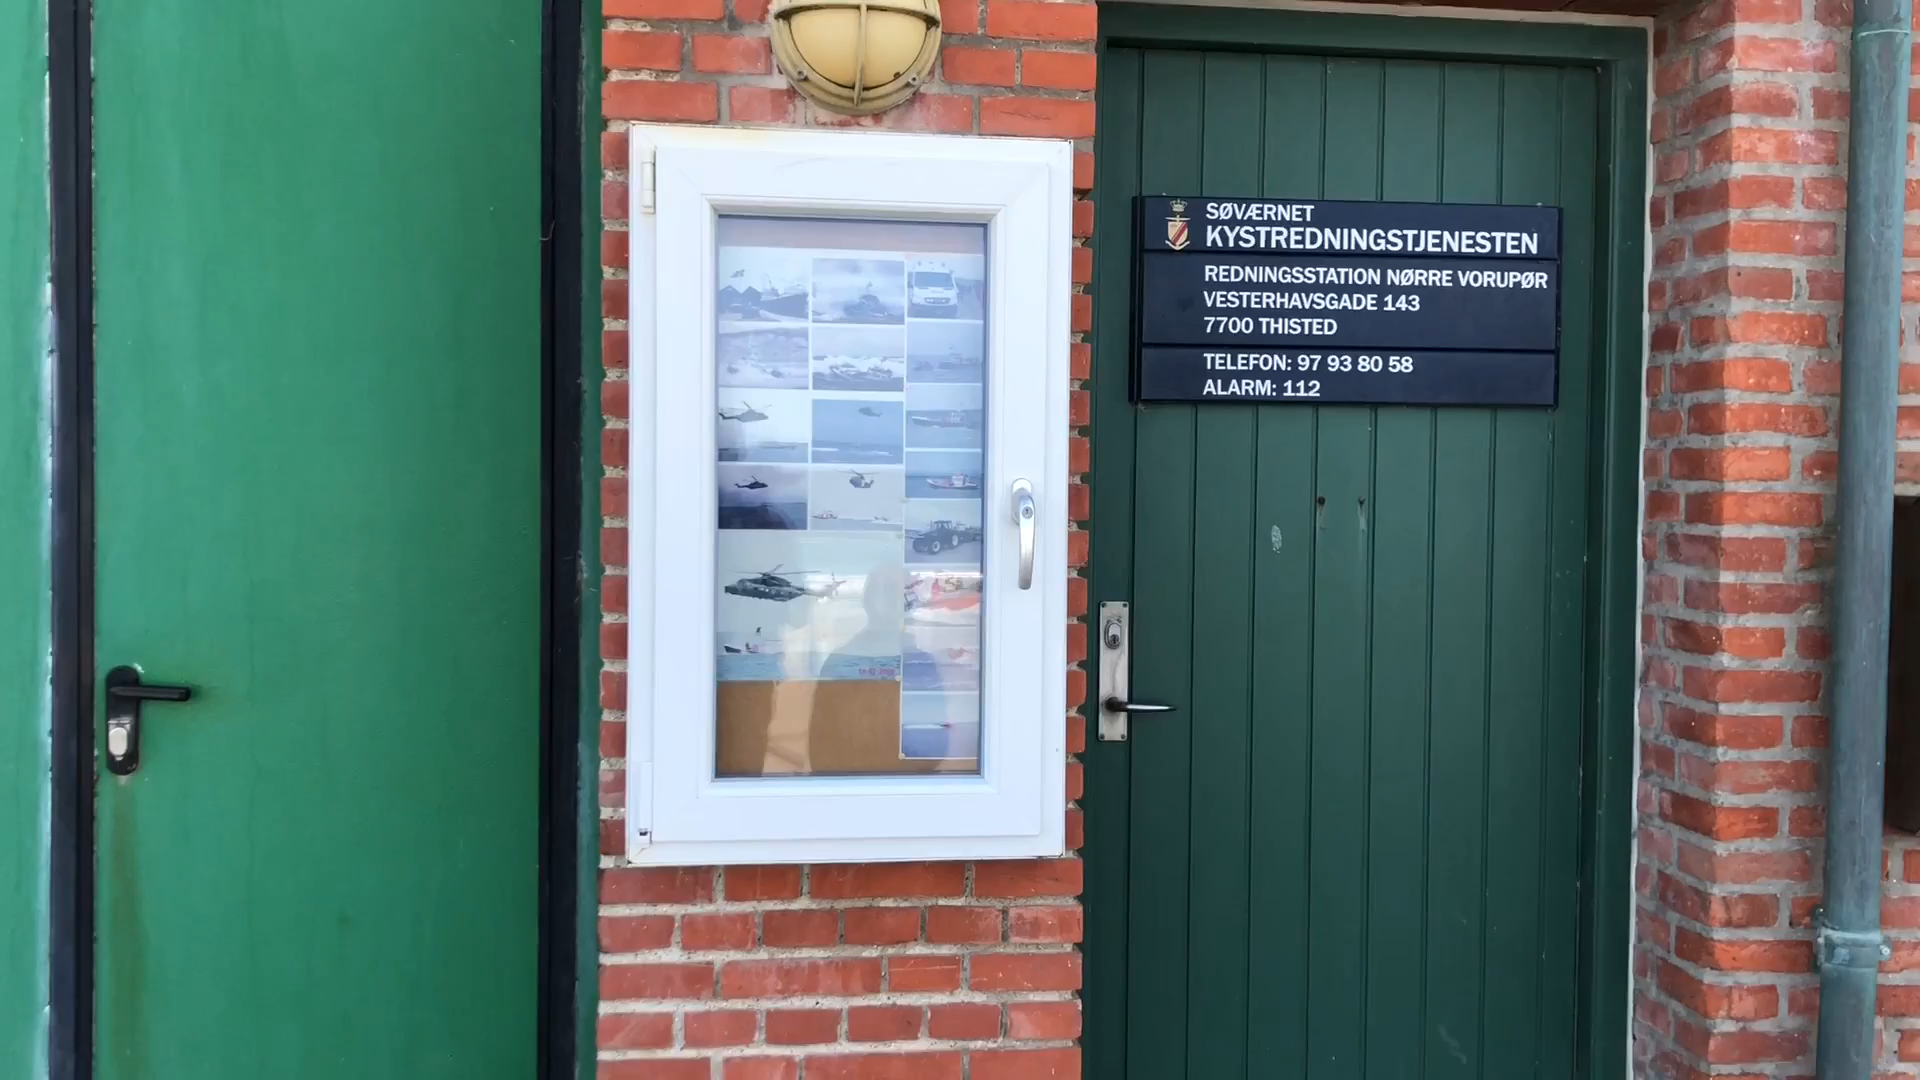 SØVÆRNET
KYSTREDNINGSTJENESTEN
REDNINGSSTATION NØRRE VORUPØR
VESTERHAVSGADE 143
7700 THISTED
TELEFON: 97 93 80 58
ALARM: 112